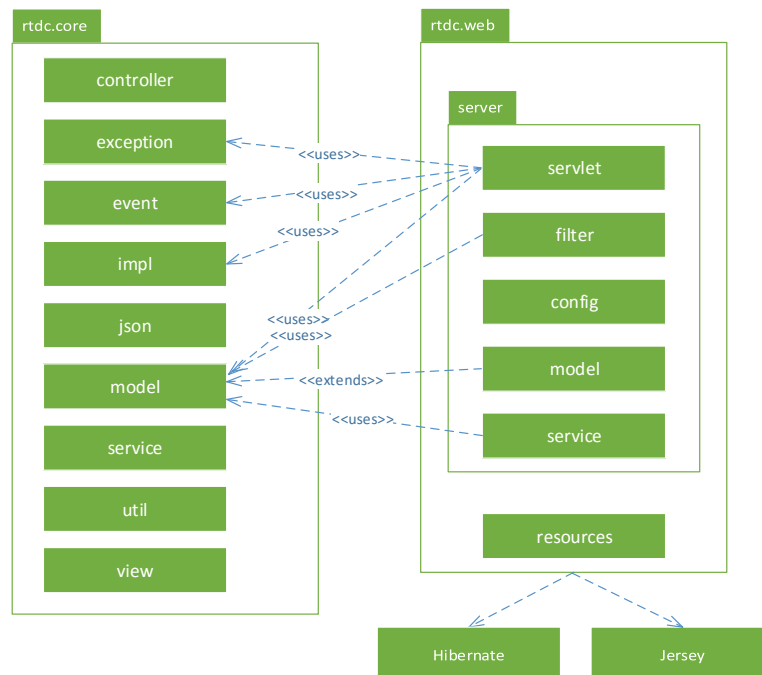 rtdc.core
controller
exception
event
impl
json
model
service
util
view
<<uses>>
<<uses>>
<<uses>>
<<uses>>
<<uses>>
<<extends>>
<<uses>>
rtdc.web
server
servlet
filter
config
model
service
resources
Hibernate
Jersey